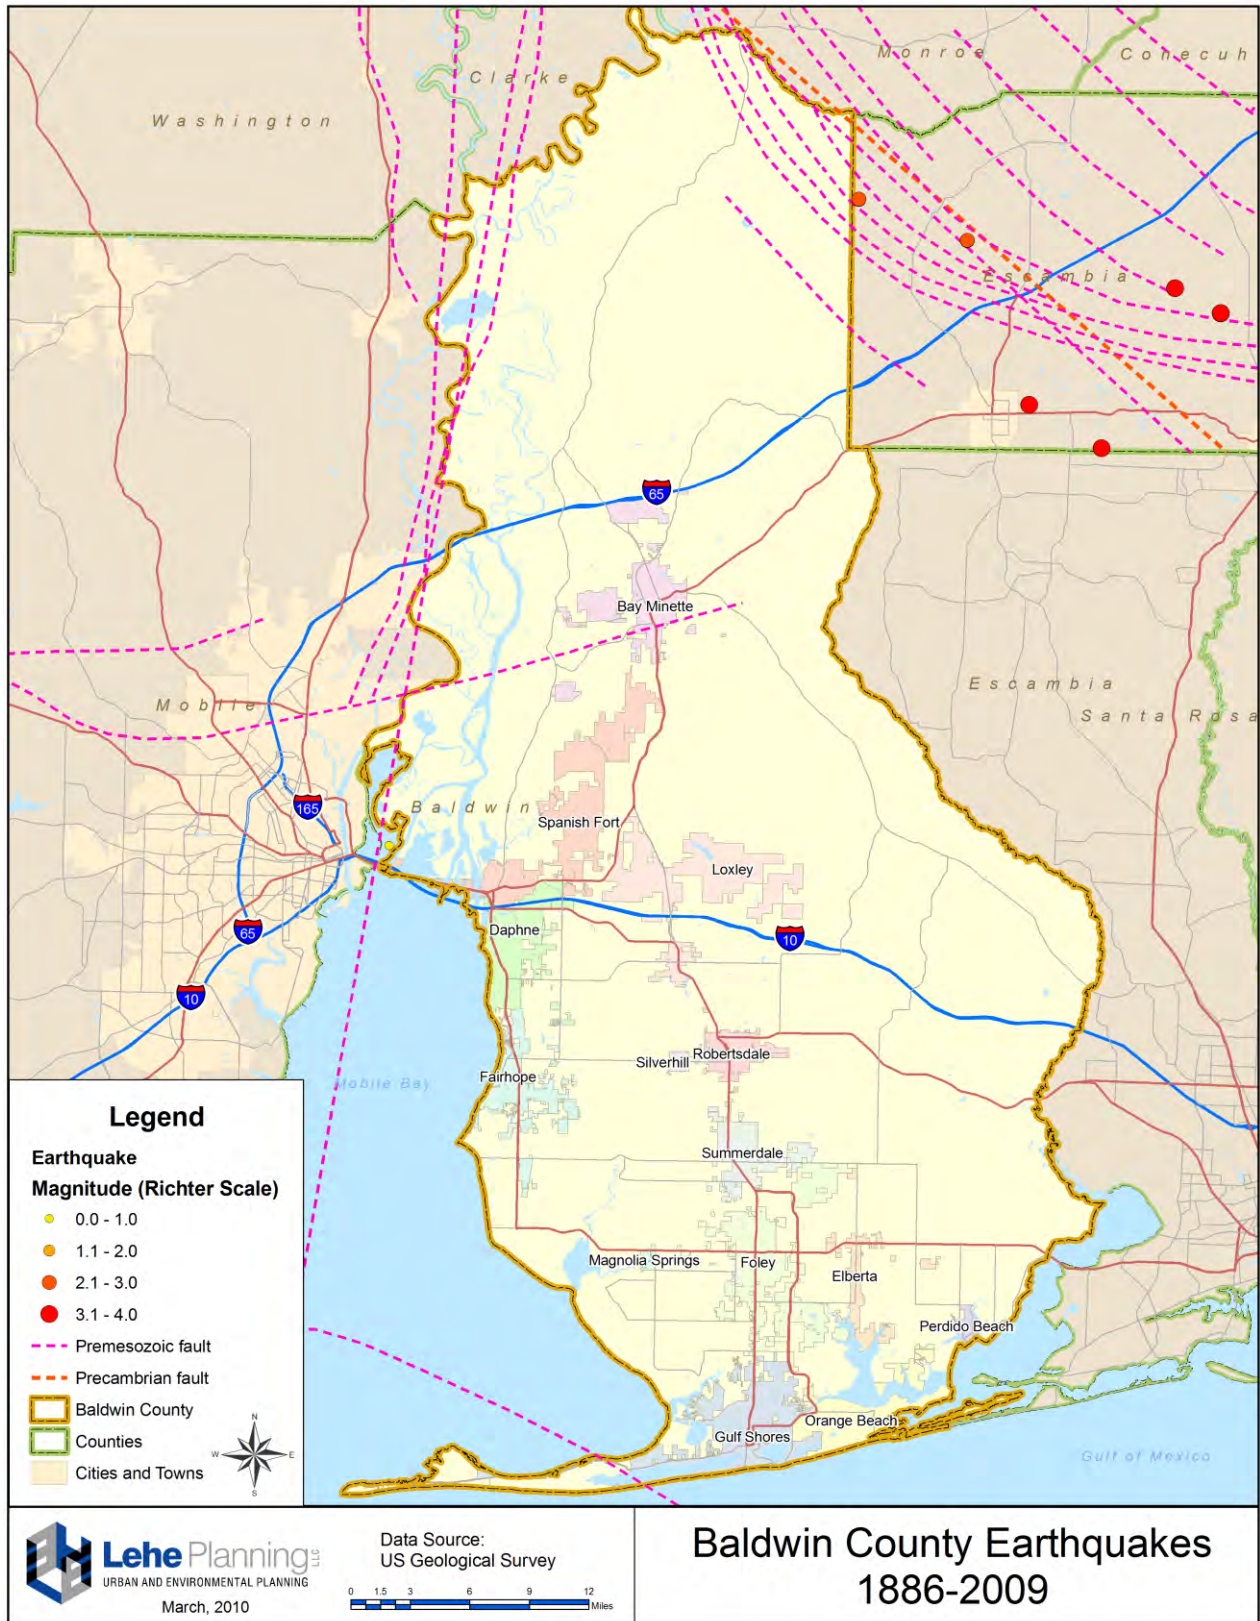 Washington
Clarke
Monroe
Conecuh
Escambia
65
Bay Minette
Escambia
Santa Rosa
Mobile
Baldwin
165
Spanish Fort
Loxley
65
Daphne
10
10
Silverhill
Robertsdale
Fairhope
Mobile Bay
Summerdale
Magnolia Springs
Foley
Elberta
Perdido Beach
Orange Beach
Gulf Shores
Gulf of Mexico
Legend
Earthquake
Magnitude (Richter Scale)
0.0 - 1.0
1.1 - 2.0
2.1 - 3.0
3.1 - 4.0
Premesozoic fault
Precambrian fault
Baldwin County
Counties
Cities and Towns
N
W E
S
Lehe Planning LLC
URBAN AND ENVIRONMENTAL PLANNING
March, 2010
Data Source:
US Geological Survey
0 1.5 3 6 9 12
Miles
Baldwin County Earthquakes
1886-2009